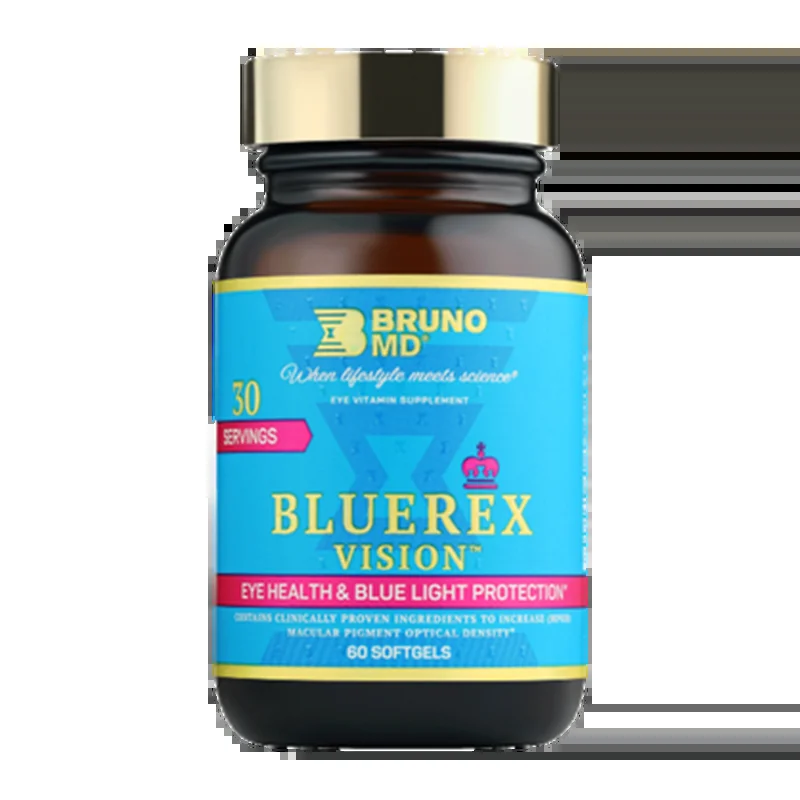 BRUNO
MD®
When lifestyle meets science®
EYE VITAMIN SUPPLEMENT
30
SERVINGS
BLUEREX
VISION™
EYE HEALTH & BLUE LIGHT PROTECTION*
CONTAINS CLINICALLY PROVEN INGREDIENTS TO INCREASE (MPOD)
MACULAR PIGMENT OPTICAL DENSITY*
60 SOFTGELS